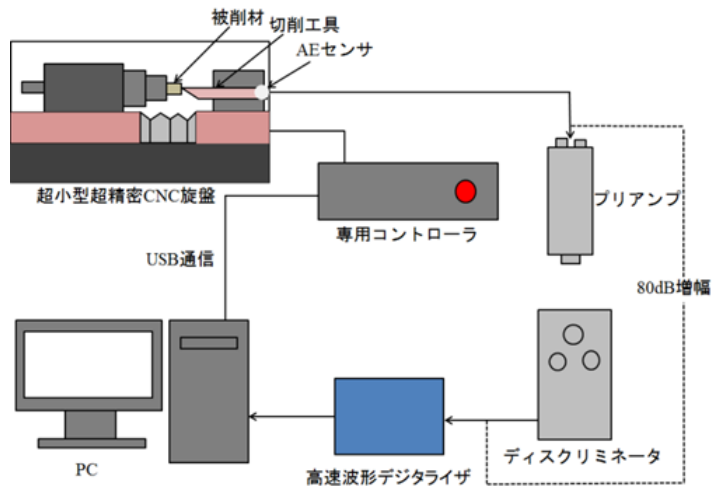 被削材
切削工具
AEセンサ
超小型超精密CNC旋盤
プリアンプ
専用コントローラ
USB通信
80dB増幅
ディスクリミネータ
高速波形デジタライザ
PC